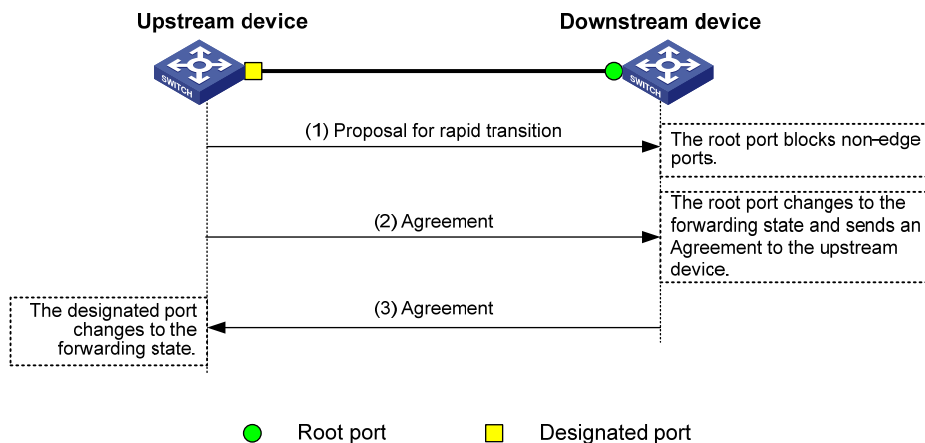 Upstream device
Downstream device
SWITCH
SWITCH
(1) Proposal for rapid transition
The root port blocks non-edge
ports.
(2) Agreement
The root port changes to the
forwarding state and sends an
Agreement to the upstream
device.
(3) Agreement
The designated port
changes to the
forwarding state.
Root port
Designated port